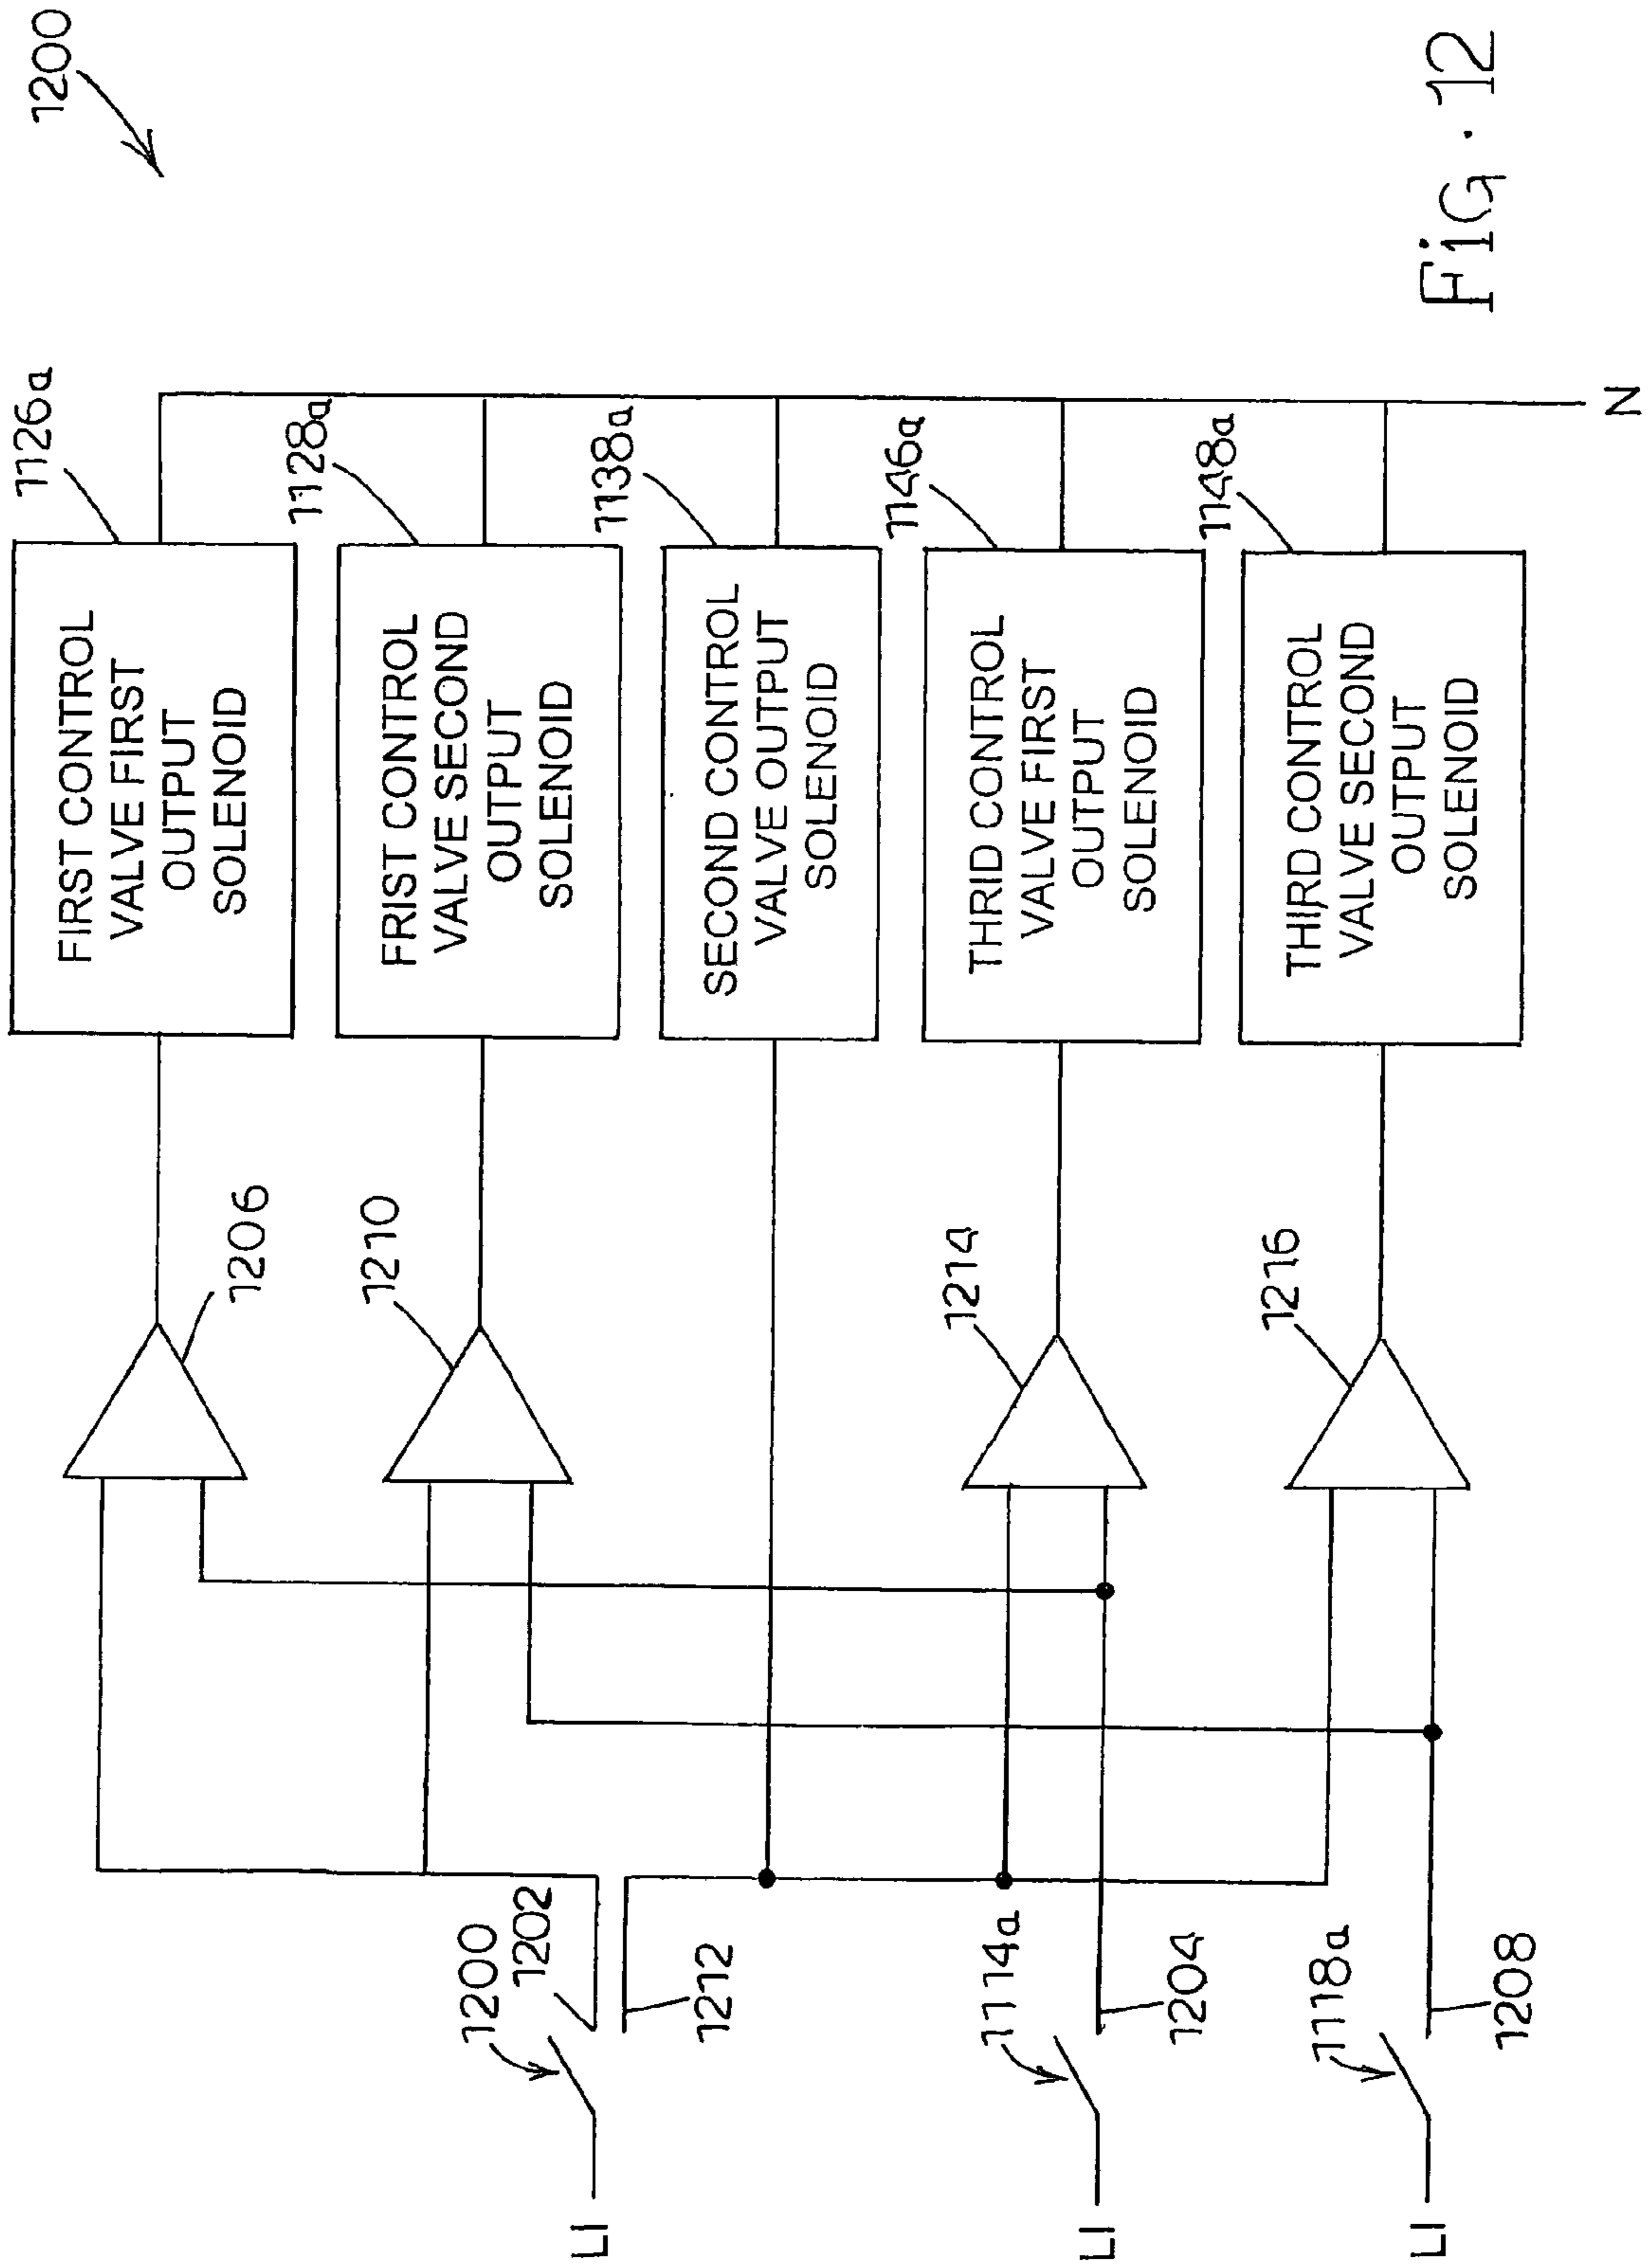 1200
1126a
FIRST CONTROL
VALVE FIRST
OUTPUT
SOLENOID
1206
1128a
FRIST CONTROL
VALVE SECOND
OUTPUT
SOLENOID
1210
1138a
SECOND CONTROL
VALVE OUTPUT
SOLENOID
1200
1202
1212
L1
1146a
THRID CONTROL
VALVE FIRST
OUTPUT
SOLENOID
1214
1114a
1204
L1
1148a
THIRD CONTROL
VALVE SECOND
OUTPUT
SOLENOID
1216
1118a
1208
L1
N
FIG. 12